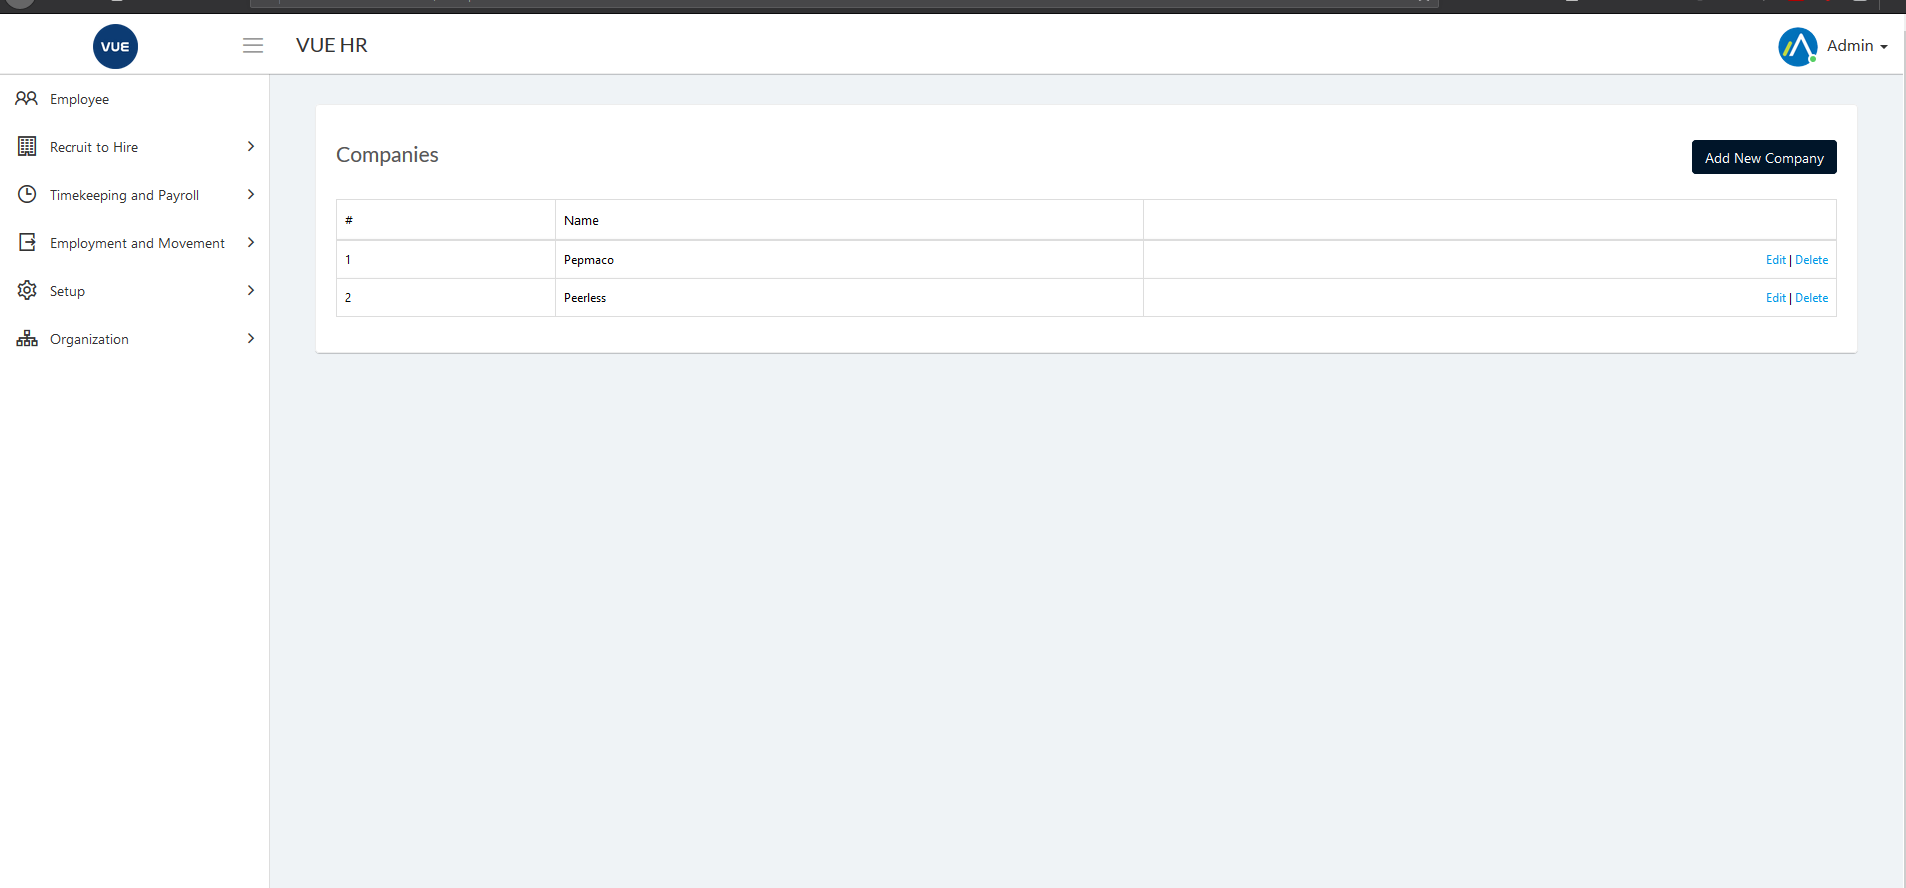 VUE
VUE HR
Admin
Employee
Recruit to Hire
Timekeeping and Payroll
Employment and Movement
Setup
Organization
Companies
Add New Company
# Name
1 Pepmaco Edit | Delete
2 Peerless Edit | Delete